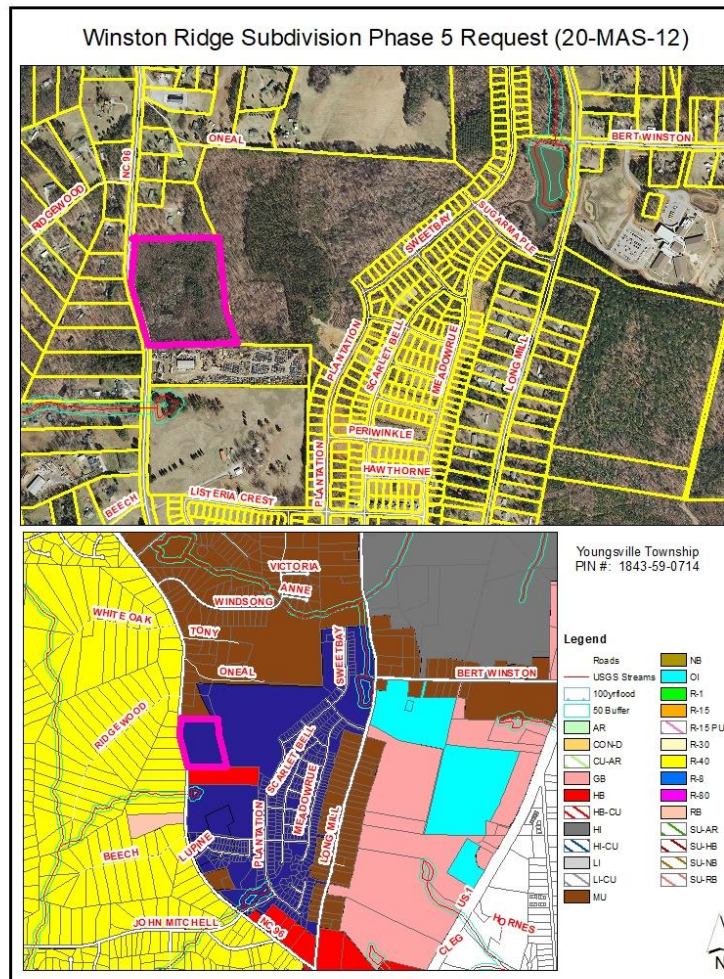 Winston Ridge Subdivision Phase 5 Request (20-MAS-12)
ONEAL
BERT WINSTON
NC 96
RIDGEWOOD
SWEETBAY
SUGARMAPLE
PLANTATION
SCARLET BELL
MEADOWRUE
LONG MILL
PERIWINKLE
HAWTHORNE
PLANTATION
LISTERIA CREST
BEECH
VICTORIA
ANNE
WINDSONG
WHITE OAK
TONY
SWEETBAY
ONEAL
BERT WINSTON
RIDGEWOOD
SCARLET BELL
MEADOWRUE
PLANTATION
LONG MILL
LUPINE
BEECH
JOHN MITCHELL
NC 96
US 1
CLEG
HORNES
Youngsville Township
PIN #: 1843-59-0714
Legend
Roads
USGS Streams
100yrflood
50 Buffer
AR
CON-D
CU-AR
GB
HB
HB-CU
HI
HI-CU
LI
LI-CU
MU
NB
OI
R-1
R-15
R-15 PU
R-30
R-40
R-8
R-80
RB
SU-AR
SU-HB
SU-NB
SU-RB
N